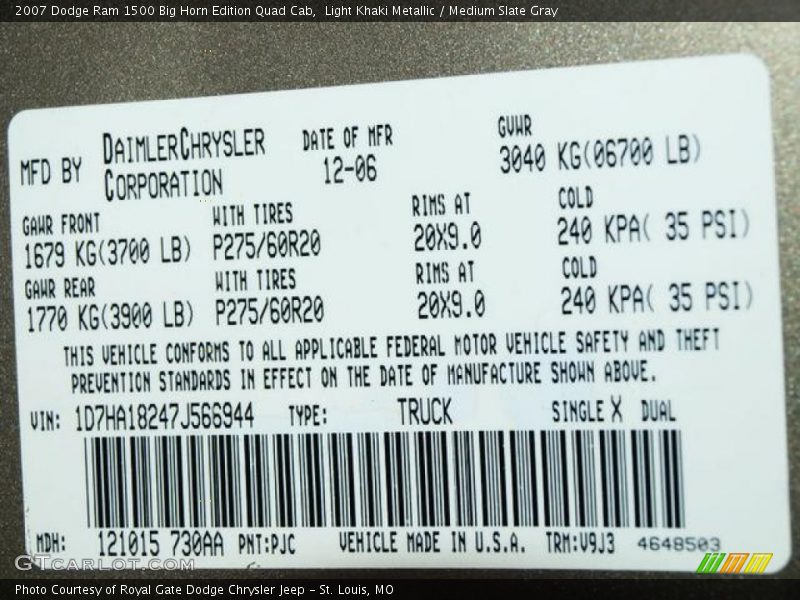 2007 Dodge Ram 1500 Big Horn Edition Quad Cab,  Light Khaki Metallic / Medium Slate Gray
MFD BY DAIMLERCHRYSLER CORPORATION
DATE OF MFR
12-06
GVWR
3040 KG(06700 LB)
GAWR FRONT WITH TIRES RIMS AT COLD
1679 KG(3700 LB) P275/60R20 20X9.0 240 KPA( 35 PSI)
GAWR REAR WITH TIRES RIMS AT COLD
1770 KG(3900 LB) P275/60R20 20X9.0 240 KPA( 35 PSI)
THIS VEHICLE CONFORMS TO ALL APPLICABLE FEDERAL MOTOR VEHICLE SAFETY AND THEFT
PREVENTION STANDARDS IN EFFECT ON THE DATE OF MANUFACTURE SHOWN ABOVE.
VIN: 1D7HA18247J566944 TYPE: TRUCK SINGLE X DUAL
MDH: 121015 730AA PNT:PJC VEHICLE MADE IN U.S.A. TRM:V9J3 4648503
GTcarlot.com
Photo Courtesy of Royal Gate Dodge Chrysler Jeep – St. Louis, MO